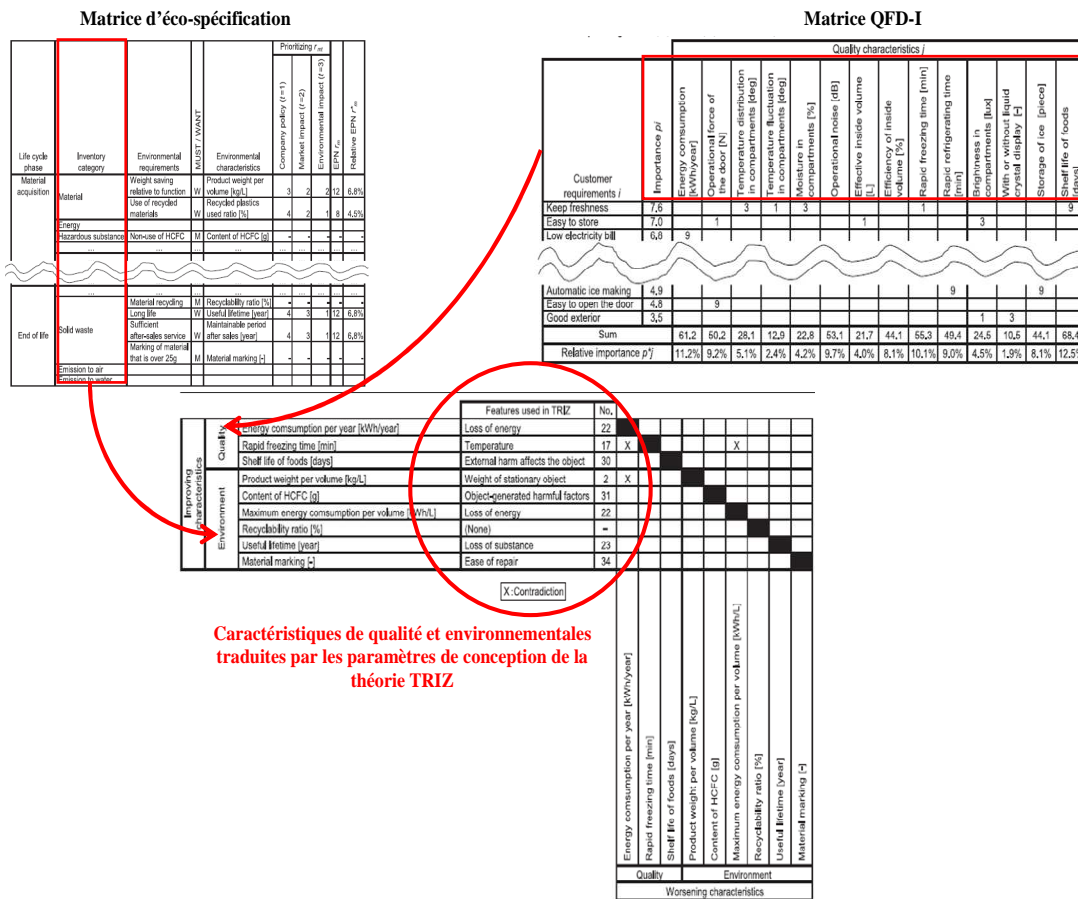 Matrice d'éco-spécification
Matrice QFD-I
Prioritizing r_mt
Life cycle phase
Inventory category
Environmental requirements
MUST / WANT
Environmental characteristics
Company policy (t=1)
Market impact (t=2)
Environmental impact (t=3)
EPN r_m
Relative EPN r*_m
Material acquisition
Material
Weight saving relative to function W Product weight per volume [kg/L] 3 2 2 12 6.8%
Use of recycled materials W Recycled plastics used ratio [%] 4 2 1 8 4.5%
Energy
Hazardous substance Non-use of HCFC M Content of HCFC [g] - - - - -
... ... ... ... ... ... ... ... ...
... ... ... ... ... ... ... ... ...
End of life
Solid waste
Material recycling M Recyclability ratio [%] - - - - -
Long life W Useful lifetime [year] 4 3 1 12 6.8%
Sufficient after-sales service W Maintainable period after sales [year] 4 3 1 12 6.8%
Marking of material that is over 25g M Material marking [-] - - - - -
Emission to air
Emission to water
Quality characteristics j
Customer requirements i
Importance pi
Energy comsumption [kWh/year]
Operational force of the door [N]
Temperature distribution in compartments [deg]
Temperature fluctuation in compartments [deg]
Moisture in compartments [%]
Operational noise [dB]
Effective inside volume [L]
Efficiency of inside volume [%]
Rapid freezing time [min]
Rapid refrigerating time [min]
Brighness in compartments [lux]
With or without liquid crystal display [-]
Storage of ice [piece]
Shelf life of foods [days]
Keep freshness 7.6 3 1 3 1 9
Easy to store 7.0 1 1 3
Low electricity bill 6.8 9
Automatic ice making 4.9 9 9
Easy to open the door 4.8 9
Good exterior 3.5 1 3
Sum 61.2 50.2 28.1 12.9 22.8 53.1 21.7 44.1 55.3 49.4 24.5 10.5 44.1 68.4
Relative importance p*j 11.2% 9.2% 5.1% 2.4% 4.2% 9.7% 4.0% 8.1% 10.1% 9.0% 4.5% 1.9% 8.1% 12.5%
Features used in TRIZ No.
Improving characteristics
Quality
Energy comsumption per year [kWh/year] Loss of energy 22
Rapid freezing time [min] Temperature 17 X X
Shelf life of foods [days] External harm affects the object 30
Environment
Product weight per volume [kg/L] Weight of stationary object 2 X
Content of HCFC [g] Object-generated harmful factors 31
Maximum energy comsumption per volume [kWh/L] Loss of energy 22
Recyclability ratio [%] (None) -
Useful lifetime [year] Loss of substance 23
Material marking [-] Ease of repair 34
X:Contradiction
Caractéristiques de qualité et environnementales
traduites par les paramètres de conception de la
théorie TRIZ
Energy comsumption per year [kWh/year]
Rapid freezing time [min]
Shelf life of foods [days]
Product weight per volume [kg/L]
Content of HCFC [g]
Maximum energy comsumption per volume [kWh/L]
Recyclability ratio [%]
Useful lifetime [year]
Material marking [-]
Quality Environment
Worsening characteristics